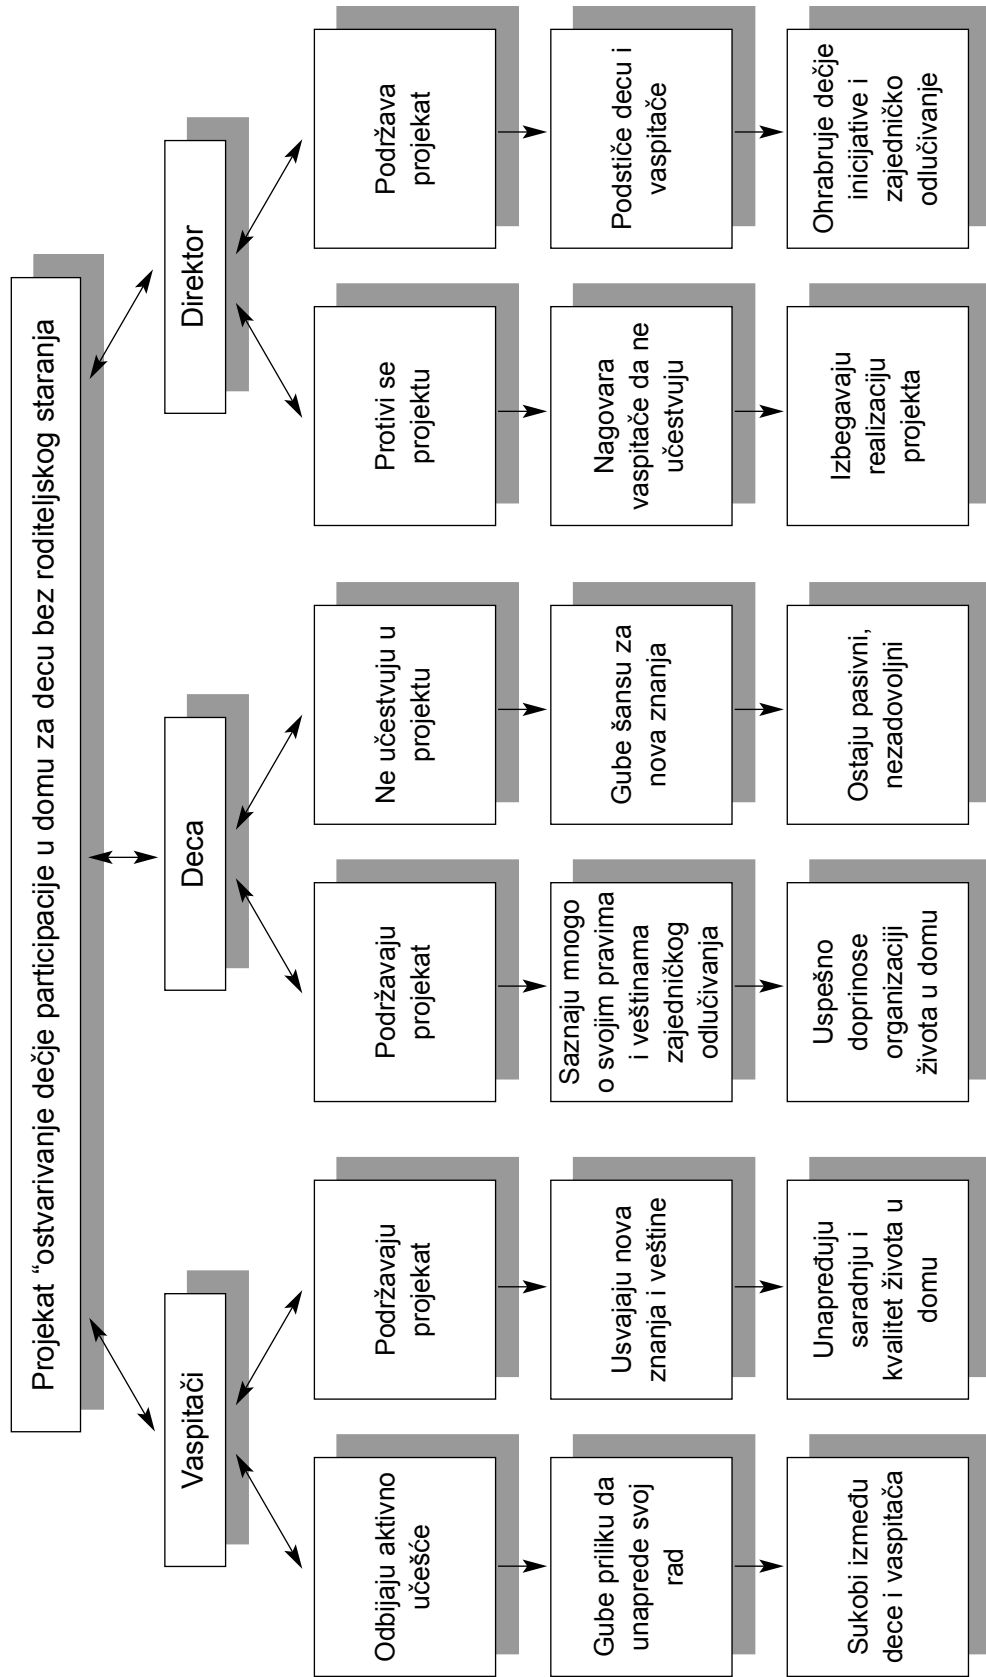 Projekat “ostvarivanje dečje participacije u domu za decu bez roditeljskog staranja
Vaspitači
Deca
Direktor
Odbijaju aktivno
učešće
Podržavaju
projekat
Podržavaju
projekat
Ne učestvuju u
projektu
Protivi se
projektu
Podržava
projekat
Gube priliku da
unaprede svoj
rad
Usvajaju nova
znanja i veštine
Saznaju mnogo
o svojim pravima
i veštinama
zajedničkog
odlučivanja
Gube šansu za
nova znanja
Nagovara
vaspitače da ne
učestvuju
Podstiče decu i
vaspitače
Sukobi između
dece i vaspitača
Unapređuju
saradnju i
kvalitet života u
domu
Uspešno
doprinose
organizaciji
života u domu
Ostaju pasivni,
nezadovoljni
Izbegavaju
realizaciju
projekta
Ohrabruje dečje
inicijative i
zajedničko
odlučivanje